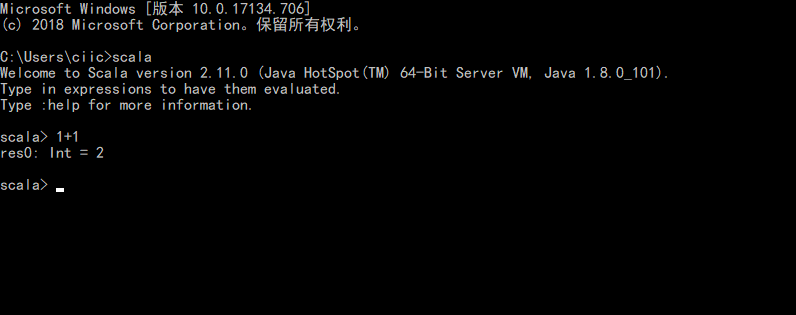 Microsoft Windows [版本 10.0.17134.706]
(c) 2018 Microsoft Corporation。保留所有权利。
C:\Users\ciic>scala
Welcome to Scala version 2.11.0 (Java HotSpot(TM) 64-Bit Server VM, Java 1.8.0_101).
Type in expressions to have them evaluated.
Type :help for more information.
scala> 1+1
res0: Int = 2
scala>